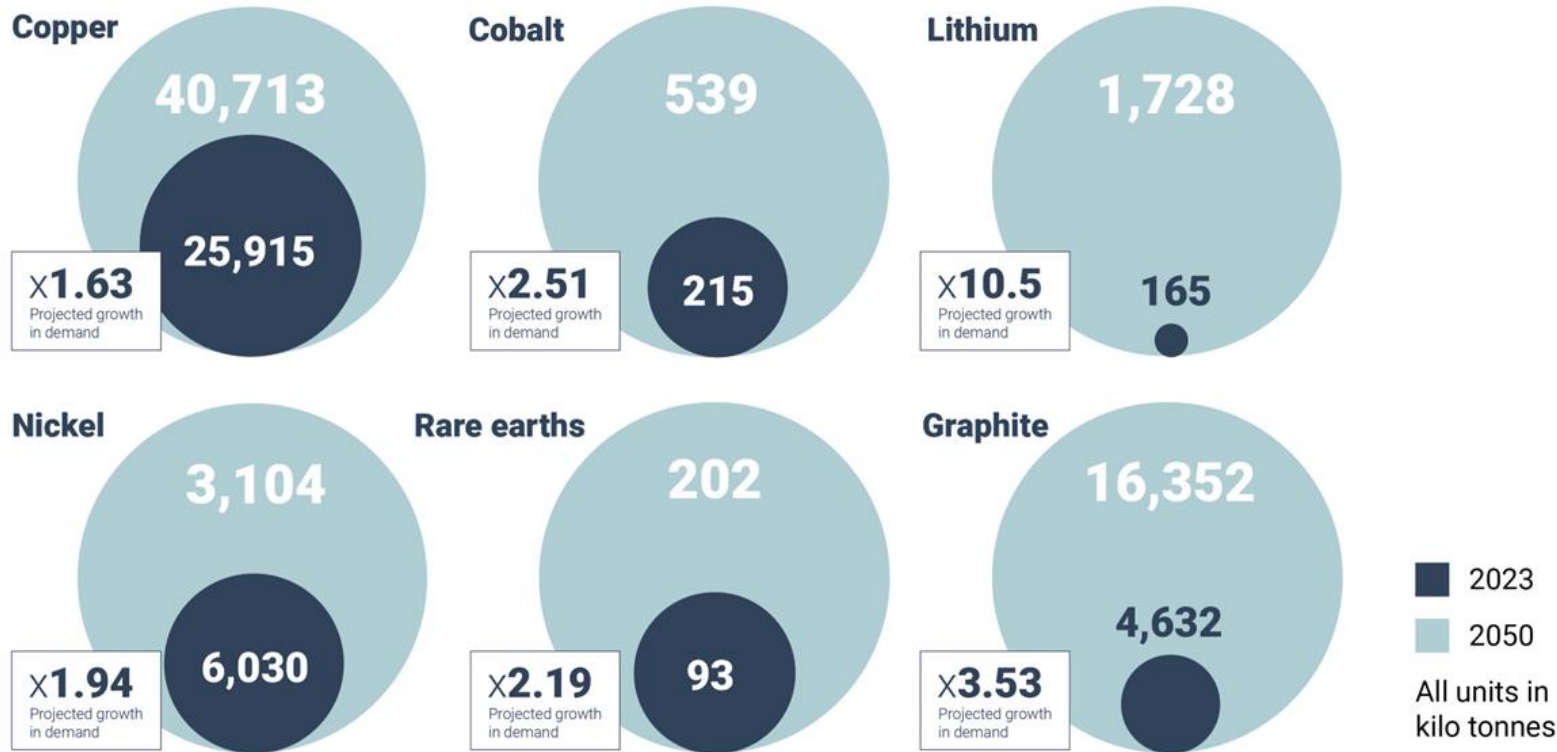 Copper
40,713
25,915
X1.63
Projected growth
in demand
Cobalt
539
215
X2.51
Projected growth
in demand
Lithium
1,728
165
X10.5
Projected growth
in demand
Nickel
3,104
6,030
X1.94
Projected growth
in demand
Rare earths
202
93
X2.19
Projected growth
in demand
Graphite
16,352
4,632
X3.53
Projected growth
in demand
2023
2050
All units in
kilo tonnes